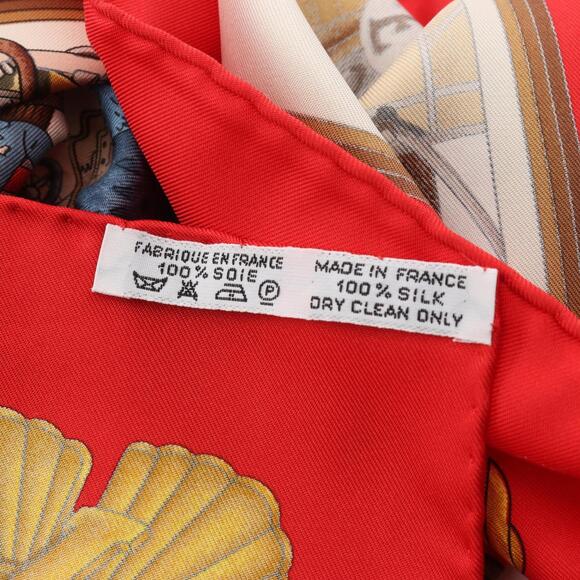 FABRIQUE EN FRANCE
100% SOIE
P
MADE IN FRANCE
100% SILK
DRY CLEAN ONLY